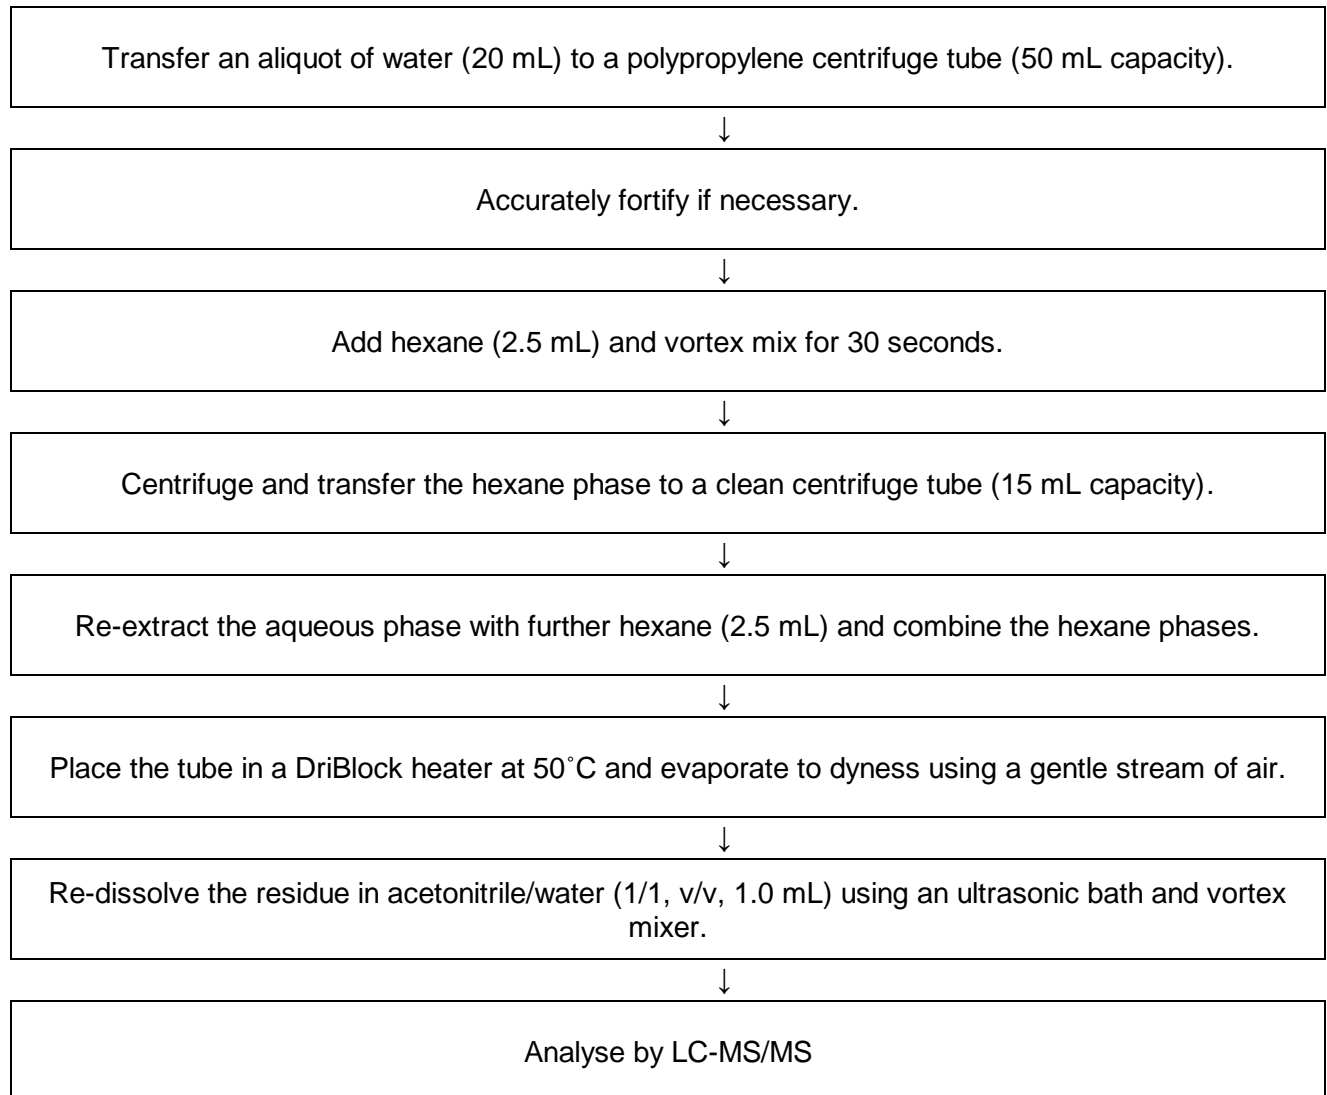 Transfer an aliquot of water (20 mL) to a polypropylene centrifuge tube (50 mL capacity).
↓
Accurately fortify if necessary.
↓
Add hexane (2.5 mL) and vortex mix for 30 seconds.
↓
Centrifuge and transfer the hexane phase to a clean centrifuge tube (15 mL capacity).
↓
Re-extract the aqueous phase with further hexane (2.5 mL) and combine the hexane phases.
↓
Place the tube in a DriBlock heater at 50˚C and evaporate to dyness using a gentle stream of air.
↓
Re-dissolve the residue in acetonitrile/water (1/1, v/v, 1.0 mL) using an ultrasonic bath and vortex
mixer.
↓
Analyse by LC-MS/MS